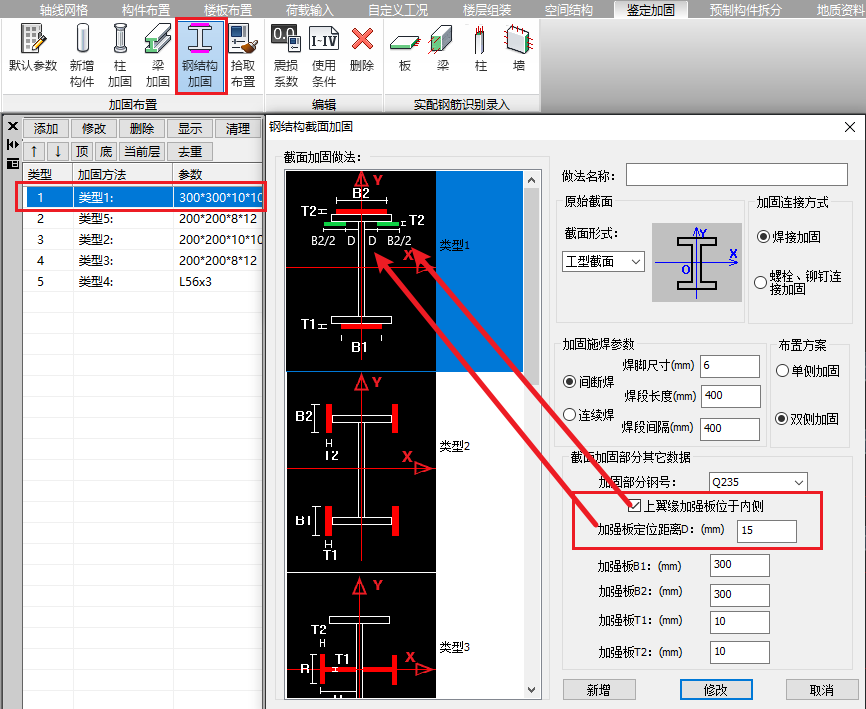 轴线网格 构件布置 楼板布置 荷载输入 自定义工况 楼层组装 空间结构 鉴定加固 预制构件拆分 地质资料
默认参数 新增构件 柱加固 梁加固 钢结构加固 拾取布置 震损系数 使用条件 删除 板 梁 柱 墙
0.0 I-IV
加固布置 编辑 实配钢筋识别录入
添加 修改 删除 显示 清理
↑ ↓ 顶 底 当前层 去重
类型 加固方法 参数
1 类型1: 300*300*10*10
2 类型5: 200*200*8*12
3 类型2: 200*200*10*10
4 类型3: 200*200*8*12
5 类型4: L56x3
钢结构截面加固
截面加固做法:
Y
B2
T2
T2
B2/2 D D B2/2
X
T1
B1
类型1
Y
B2
H
T2
X
B1
H
T1
类型2
Y
T2
H
T1
X
R
类型3
做法名称:
原始截面
截面形式:
工型截面
Y
X
O
加固连接方式
焊接加固
螺栓、铆钉连接加固
加固施焊参数
间断焊
连续焊
焊脚尺寸(mm) 6
焊段长度(mm) 400
焊段间隔(mm) 400
布置方案
单侧加固
双侧加固
截面加固部分其它数据
加固部分钢号: Q235
上翼缘加强板位于内侧
加强板定位距离D: (mm) 15
加强板B1: (mm) 300
加强板B2: (mm) 300
加强板T1: (mm) 10
加强板T2: (mm) 10
新增 修改 取消